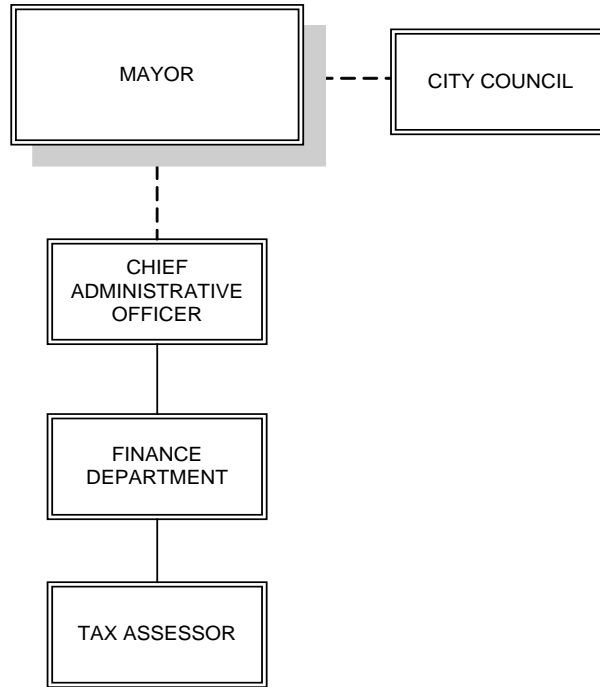 MAYOR
CITY COUNCIL
CHIEF
ADMINISTRATIVE
OFFICER
FINANCE
DEPARTMENT
TAX ASSESSOR